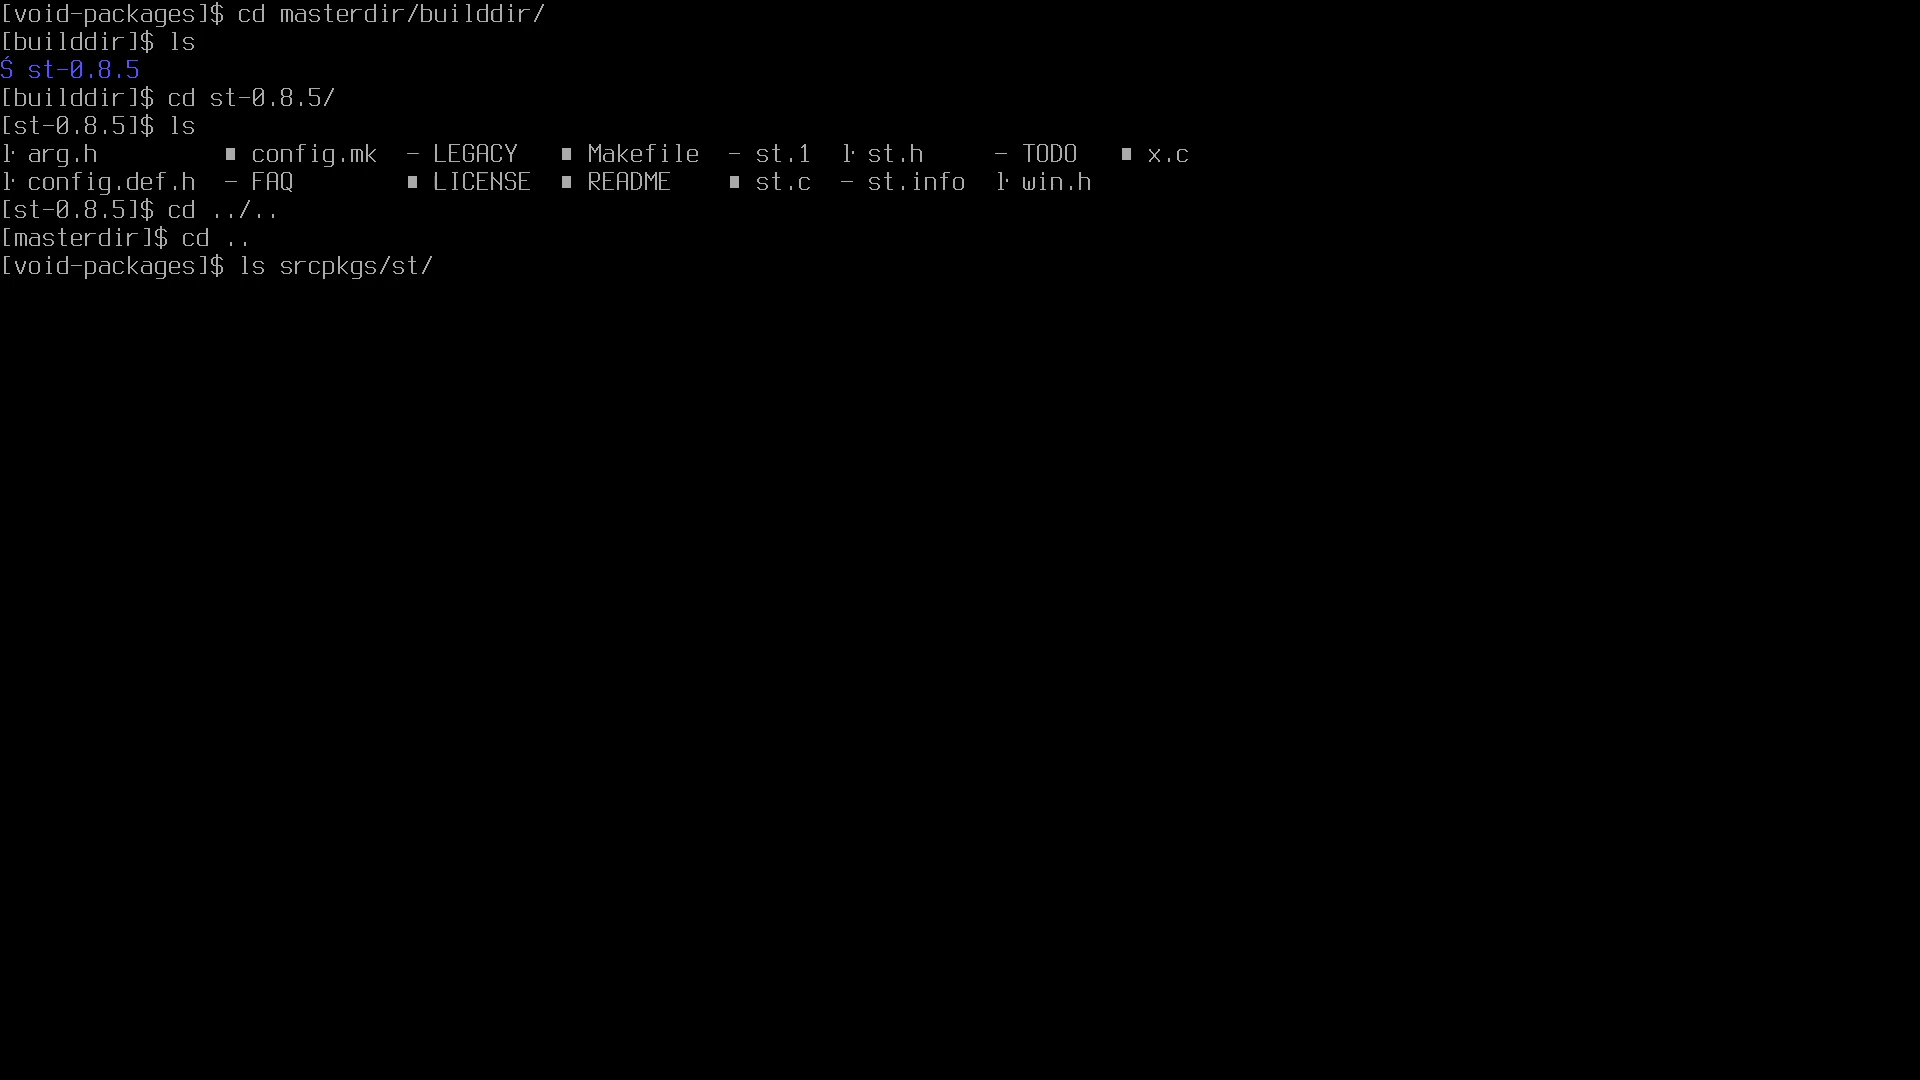 [void-packages]$ cd masterdir/builddir/
[builddir]$ ls
Ś st-0.8.5
[builddir]$ cd st-0.8.5/
[st-0.8.5]$ ls
ŀ arg.h         ■ config.mk  - LEGACY   ■ Makefile  - st.1  ŀ st.h     - TODO   ■ x.c
ŀ config.def.h  - FAQ        ■ LICENSE  ■ README    ■ st.c  - st.info  ŀ win.h
[st-0.8.5]$ cd ../..
[masterdir]$ cd ..
[void-packages]$ ls srcpkgs/st/